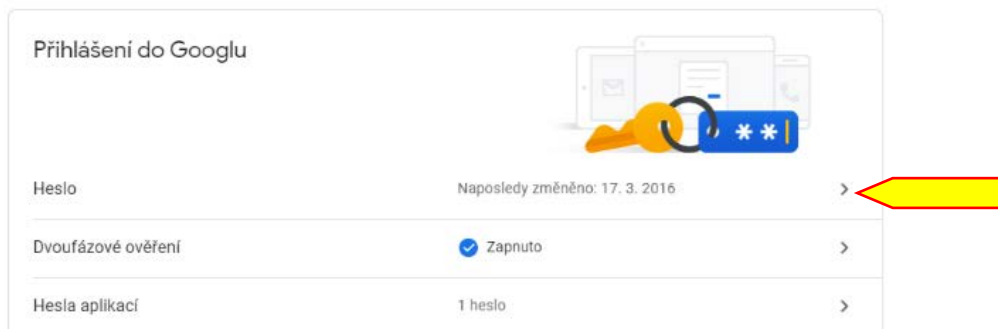 Přihlášení do Googlu
**
Heslo Naposledy změněno: 17. 3. 2016
Dvoufázové ověření Zapnuto
Hesla aplikací 1 heslo